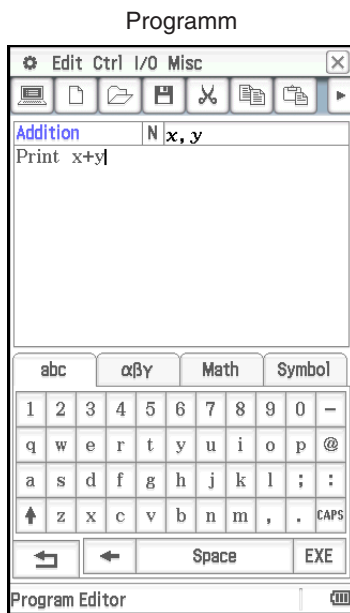 Programm
Edit Ctrl I/O Misc
Addition N x, y
Print x+y
abc αβγ Math Symbol
1 2 3 4 5 6 7 8 9 0 −
q w e r t y u i o p @
a s d f g h j k l ; :
z x c v b n m , . CAPS
Space EXE
Program Editor